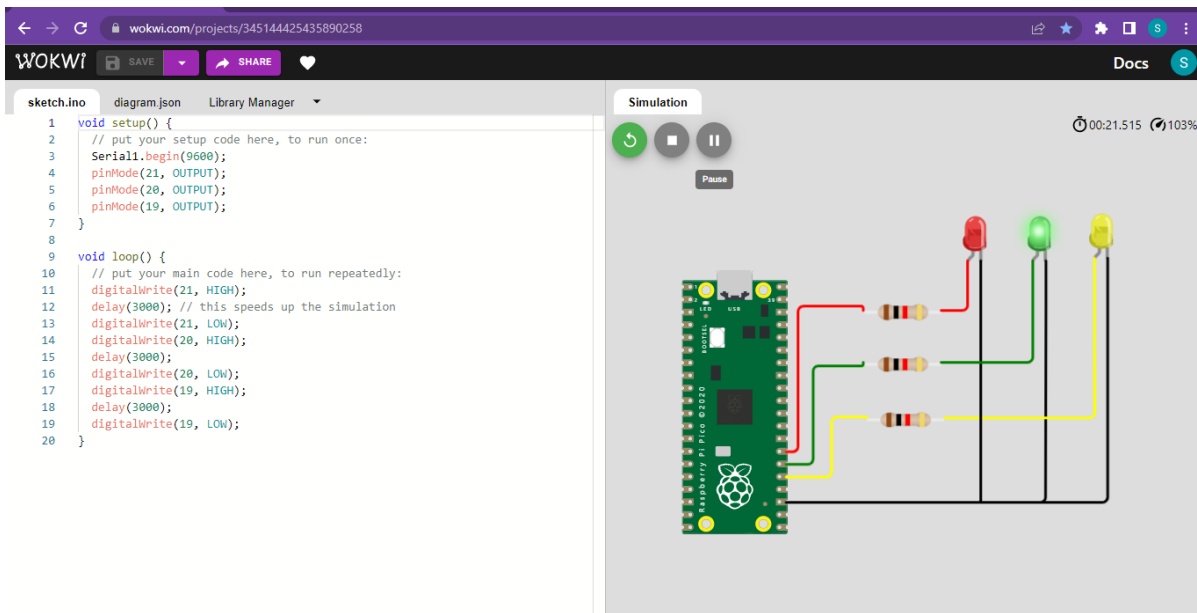 wokwi.com/projects/345144425435890258
S
WOKWI
SAVE
SHARE
Docs
S
sketch.ino diagram.json Library Manager
1 void setup() {
2 // put your setup code here, to run once:
3 Serial1.begin(9600);
4 pinMode(21, OUTPUT);
5 pinMode(20, OUTPUT);
6 pinMode(19, OUTPUT);
7 }
8
9 void loop() {
10 // put your main code here, to run repeatedly:
11 digitalWrite(21, HIGH);
12 delay(3000); // this speeds up the simulation
13 digitalWrite(21, LOW);
14 digitalWrite(20, HIGH);
15 delay(3000);
16 digitalWrite(20, LOW);
17 digitalWrite(19, HIGH);
18 delay(3000);
19 digitalWrite(19, LOW);
20 }
Simulation
00:21.515 103%
Pause
LED USB
BOOTSEL
Raspberry Pi Pico ©2020